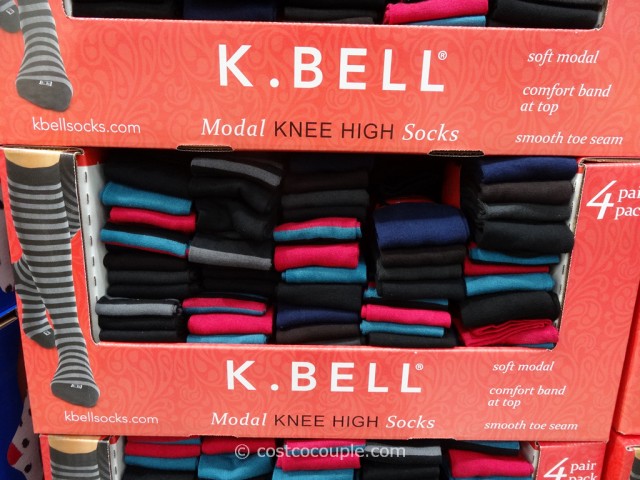 K.BELL®
soft modal
comfort band
at top
kbellsocks.com
Modal KNEE HIGH Socks
smooth toe seam
4 pair
pack
K.BELL®
soft modal
comfort band
at top
kbellsocks.com
Modal KNEE HIGH Socks
smooth toe seam
© costcocouple.com
4 pair
pack